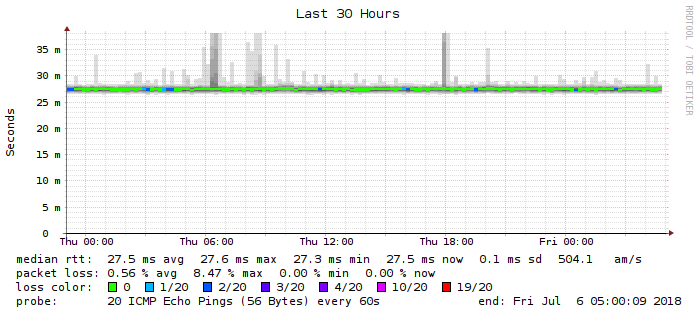 Last 30 Hours
RRDTOOL / TOBI OETIKER
Seconds
35 m
30 m
25 m
20 m
15 m
10 m
5 m
0
Thu 00:00 Thu 06:00 Thu 12:00 Thu 18:00 Fri 00:00
median rtt: 27.5 ms avg 27.6 ms max 27.3 ms min 27.5 ms now 0.1 ms sd 504.1 am/s
packet loss: 0.56 % avg 8.47 % max 0.00 % min 0.00 % now
loss color: 0 1/20 2/20 3/20 4/20 10/20 19/20
probe: 20 ICMP Echo Pings (56 Bytes) every 60s end: Fri Jul 6 05:00:09 2018